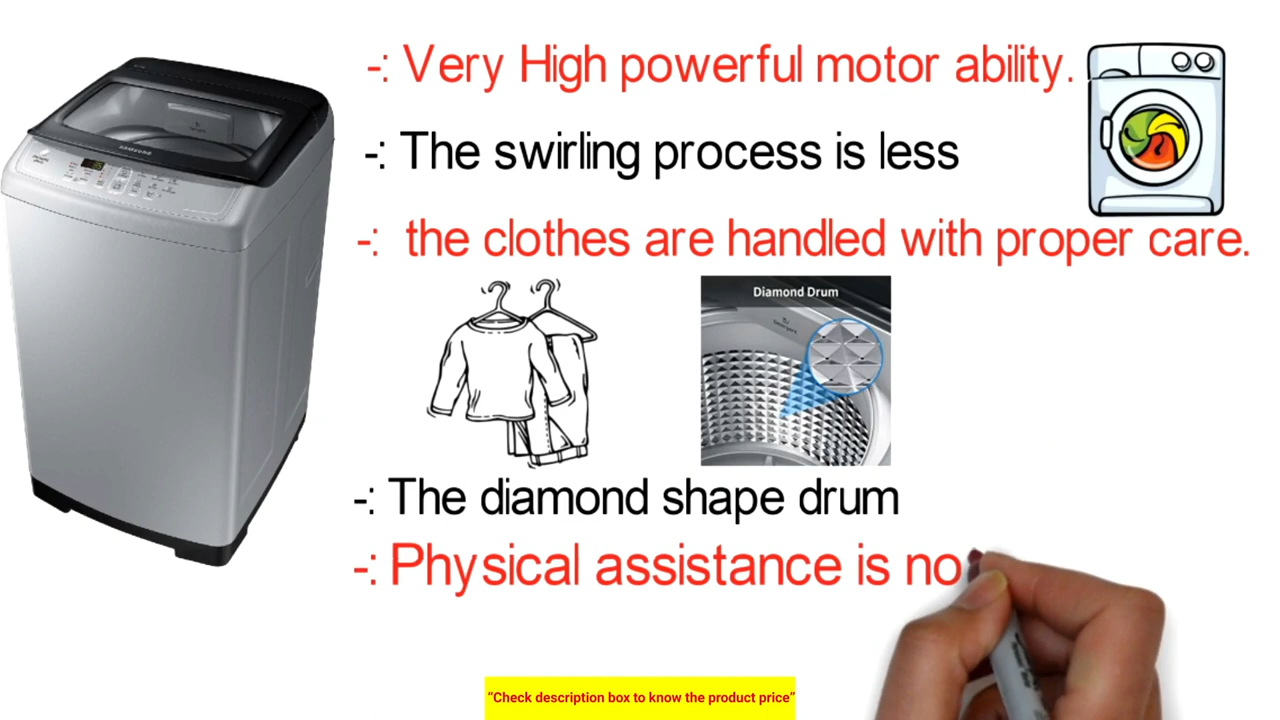 -: Very High powerful motor ability.
-: The swirling process is less
-: the clothes are handled with proper care.
SAMSUNG
Diamond Drum
-: The diamond shape drum
-: Physical assistance is no
“Check description box to know the product price”